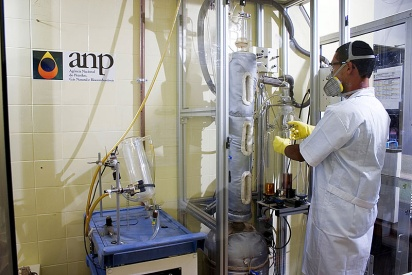 anp
Agência Nacional
do Petróleo,
Gás Natural e Biocombustíveis